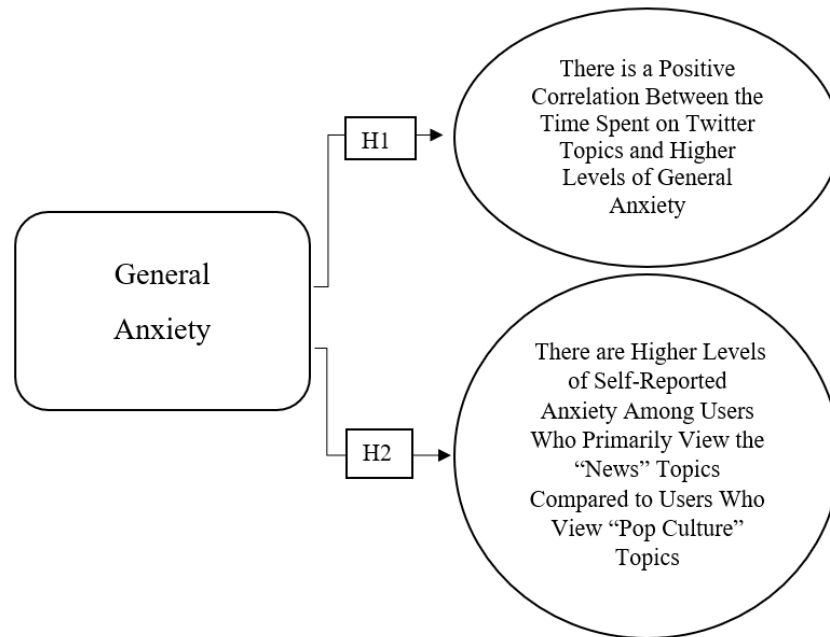 There is a Positive
Correlation Between the
Time Spent on Twitter
Topics and Higher
Levels of General
Anxiety
H1
General
Anxiety
H2
There are Higher Levels
of Self-Reported
Anxiety Among Users
Who Primarily View the
“News” Topics
Compared to Users Who
View “Pop Culture”
Topics